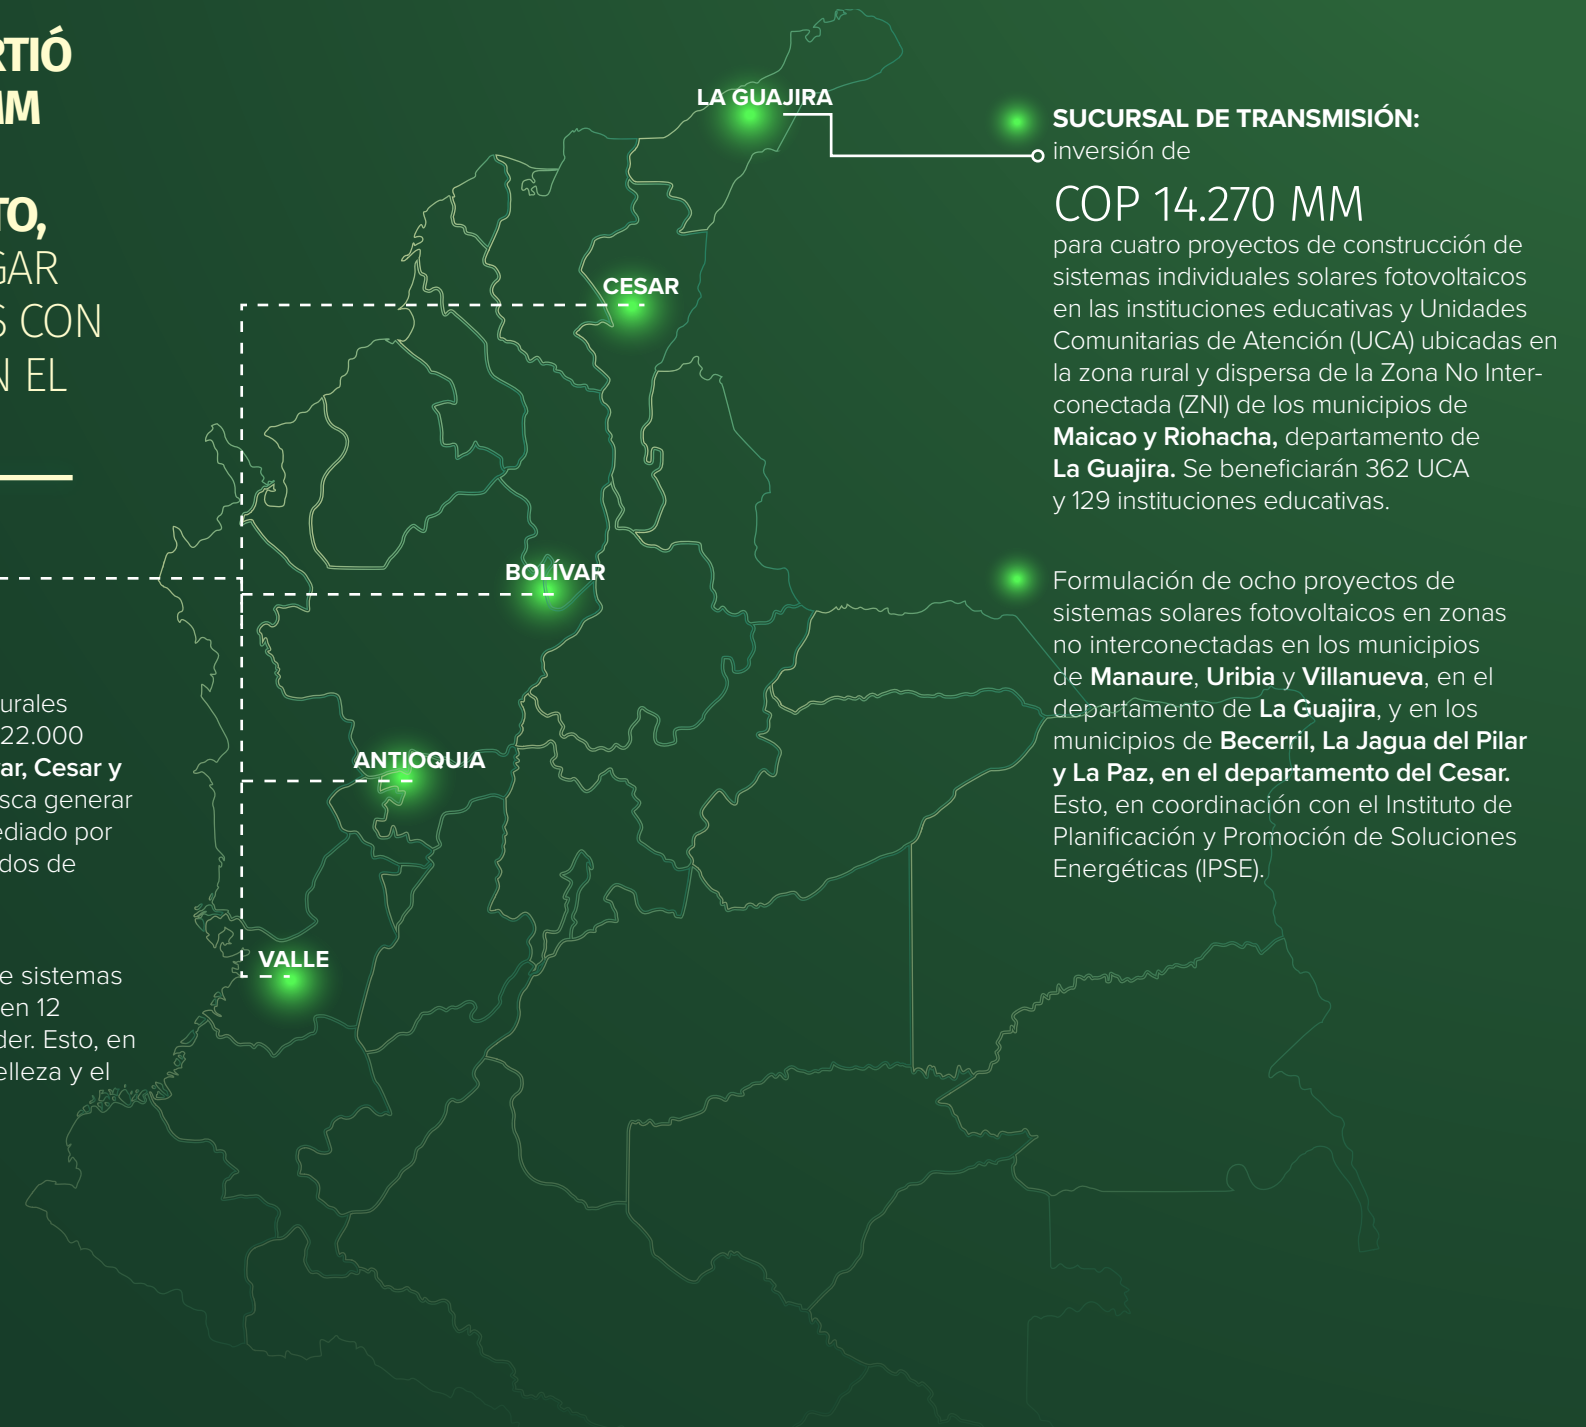 RTIÓ
MM
TO,
GAR
S CON
N EL
urales
22.000
var, Cesar y
sca generar
ediado por
dos de
e sistemas
en 12
der. Esto, en
elleza y el
LA GUAJIRA
CESAR
BOLÍVAR
ANTIOQUIA
VALLE
SUCURSAL DE TRANSMISIÓN:
inversión de
COP 14.270 MM
para cuatro proyectos de construcción de
sistemas individuales solares fotovoltaicos
en las instituciones educativas y Unidades
Comunitarias de Atención (UCA) ubicadas en
la zona rural y dispersa de la Zona No Inter-
conectada (ZNI) de los municipios de
Maicao y Riohacha, departamento de
La Guajira. Se beneficiarán 362 UCA
y 129 instituciones educativas.
Formulación de ocho proyectos de
sistemas solares fotovoltaicos en zonas
no interconectadas en los municipios
de Manaure, Uribia y Villanueva, en el
departamento de La Guajira, y en los
municipios de Becerril, La Jagua del Pilar
y La Paz, en el departamento del Cesar.
Esto, en coordinación con el Instituto de
Planificación y Promoción de Soluciones
Energéticas (IPSE).